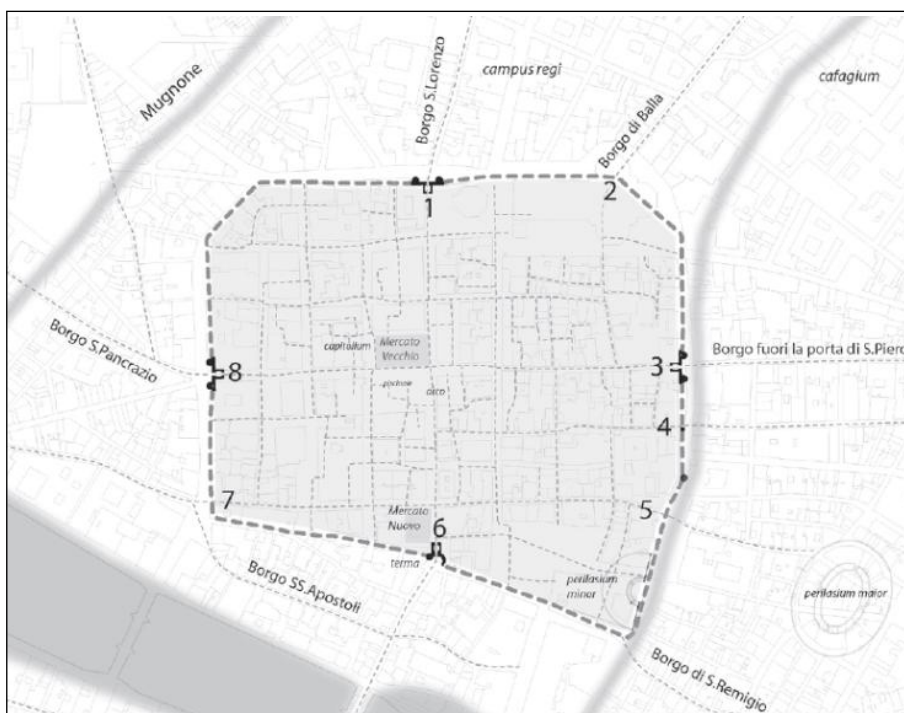 campus regi
cafagium
Mugnone
Borgo S.Lorenzo
Borgo di Balla
1
2
Borgo S.Pancrazio
capitolium
Mercato
Vecchio
Borgo fuori la porta di S.Piero
3
8
arco
4
7
Mercato
Nuovo
6
5
terma
Borgo SS.Apostoli
perilasium
minor
perilasium maior
Borgo di S.Remigio